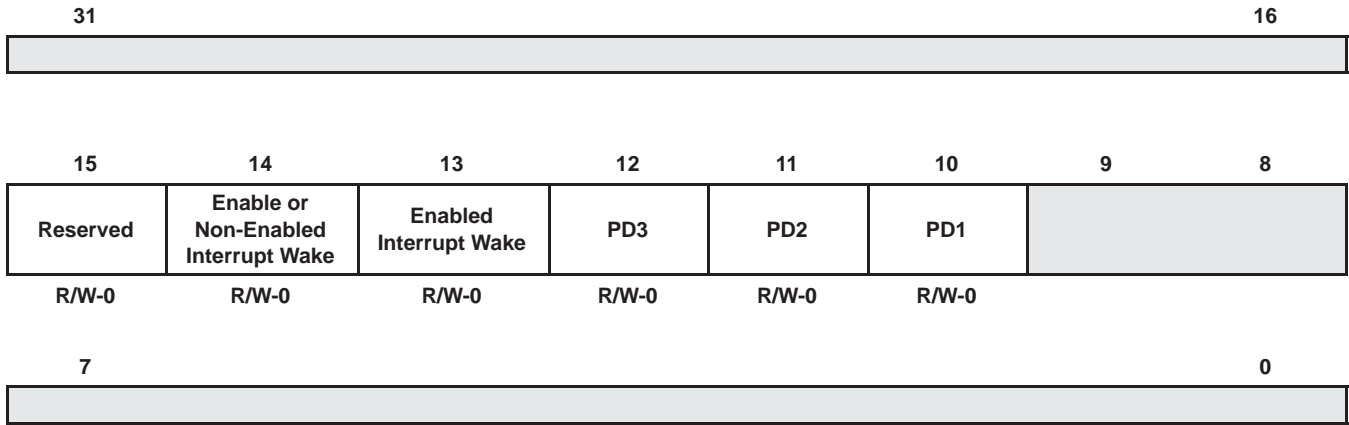 31 16
15 14 13 12 11 10 9 8
Reserved
Enable or
Non-Enabled
Interrupt Wake
Enabled
Interrupt Wake
PD3
PD2
PD1
R/W-0 R/W-0 R/W-0 R/W-0 R/W-0 R/W-0
7 0